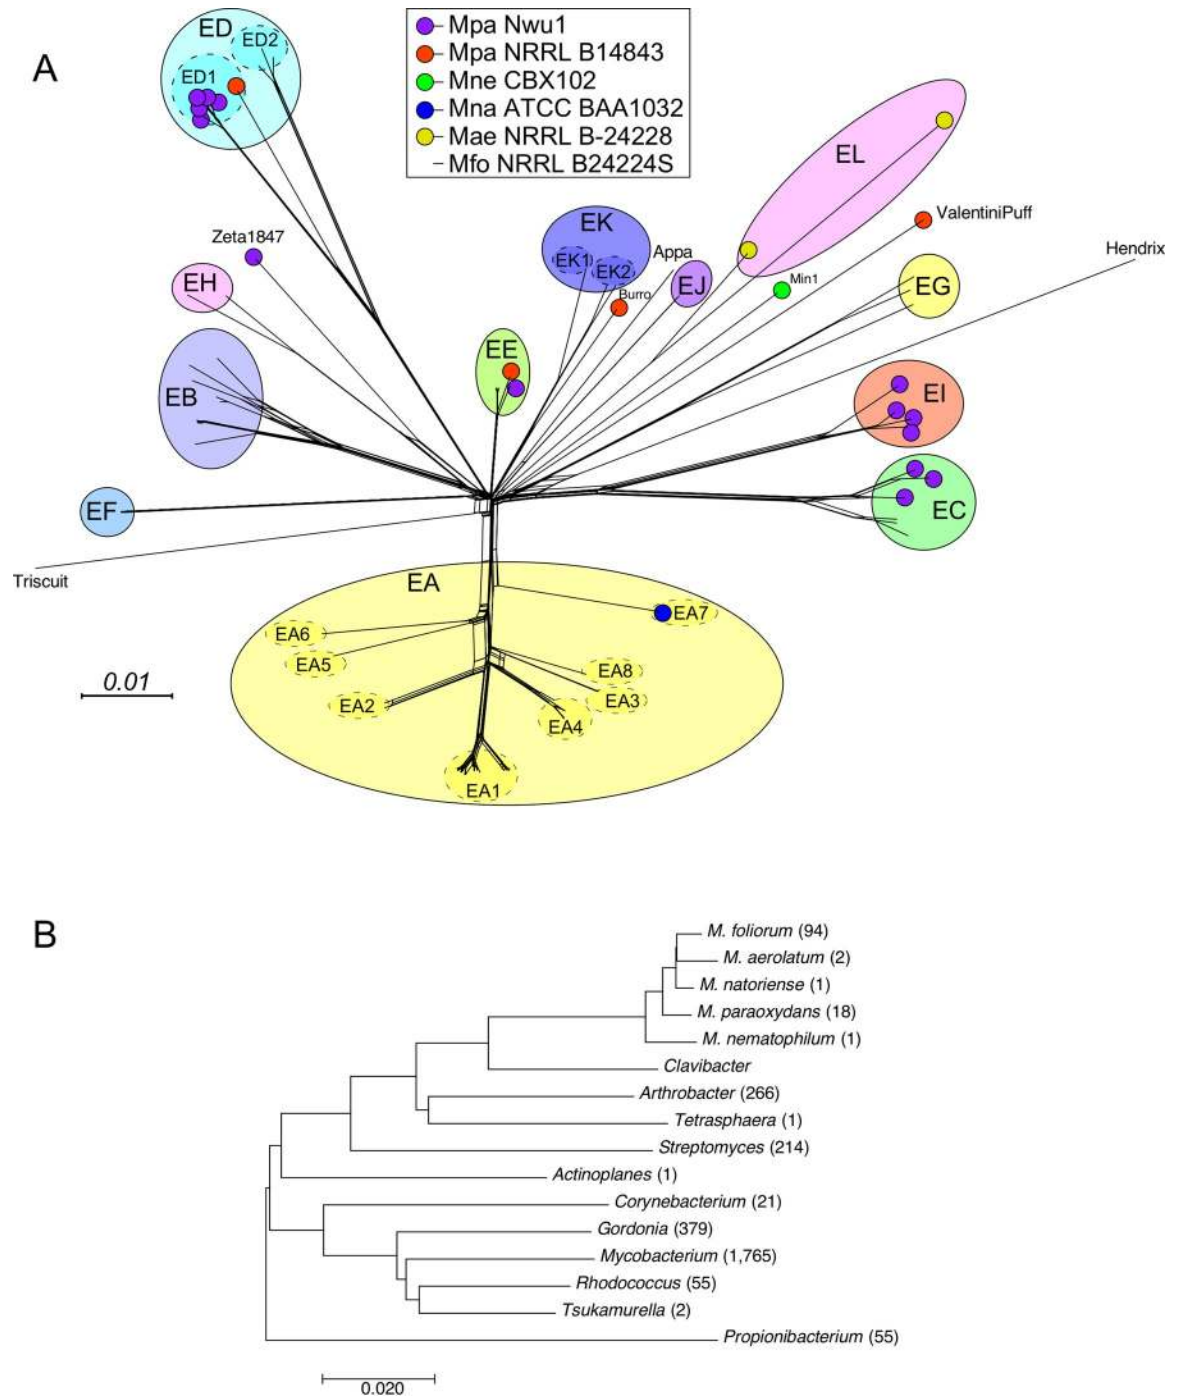 A
ED
ED2
ED1
Mpa Nwu1
Mpa NRRL B14843
Mne CBX102
Mna ATCC BAA1032
Mae NRRL B-24228
Mfo NRRL B24224S
EL
ValentiniPuff
Hendrix
Zeta1847
EK
EK1
EK2
Appa
EH
EJ
Min1
EG
Burro
EE
EB
EI
EC
EF
Triscuit
EA
EA7
EA6
EA5
EA8
EA3
EA2
EA4
EA1
0.01
B
M. foliorum (94)
M. aerolatum (2)
M. natoriense (1)
M. paraoxydans (18)
M. nematophilum (1)
Clavibacter
Arthrobacter (266)
Tetrasphaera (1)
Streptomyces (214)
Actinoplanes (1)
Corynebacterium (21)
Gordonia (379)
Mycobacterium (1,765)
Rhodococcus (55)
Tsukamurella (2)
Propionibacterium (55)
0.020